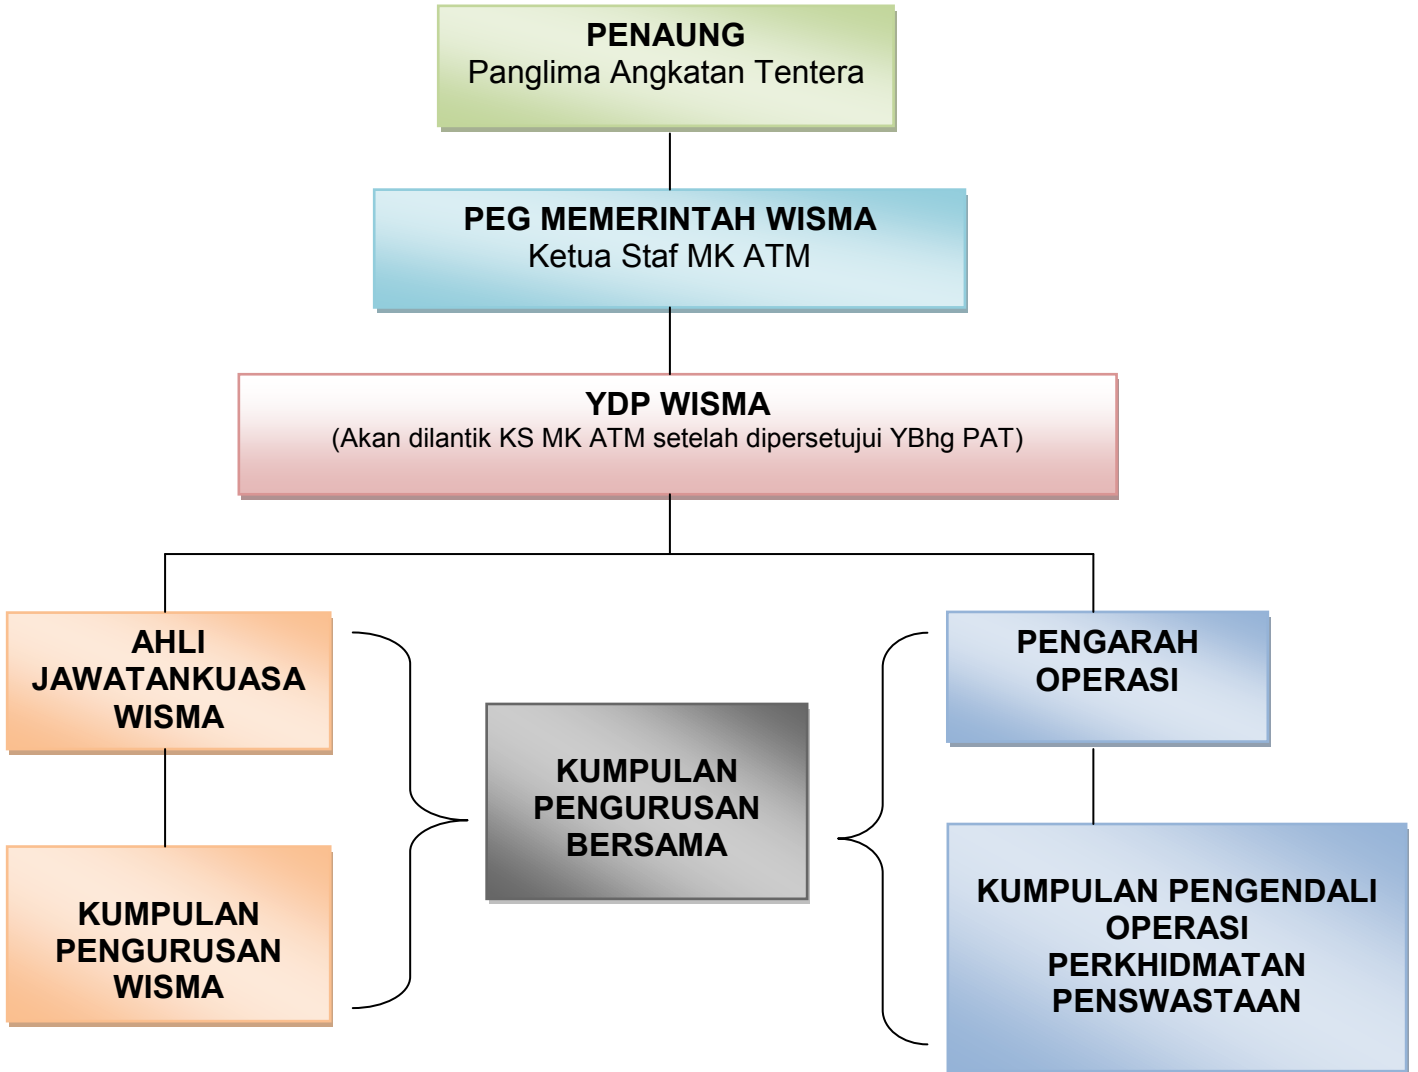 PENAUNG
Panglima Angkatan Tentera
PEG MEMERINTAH WISMA
Ketua Staf MK ATM
YDP WISMA
(Akan dilantik KS MK ATM setelah dipersetujui YBhg PAT)
AHLI
JAWATANKUASA
WISMA
PENGARAH
OPERASI
KUMPULAN
PENGURUSAN
BERSAMA
KUMPULAN
PENGURUSAN
WISMA
KUMPULAN PENGENDALI
OPERASI
PERKHIDMATAN
PENSWASTAAN